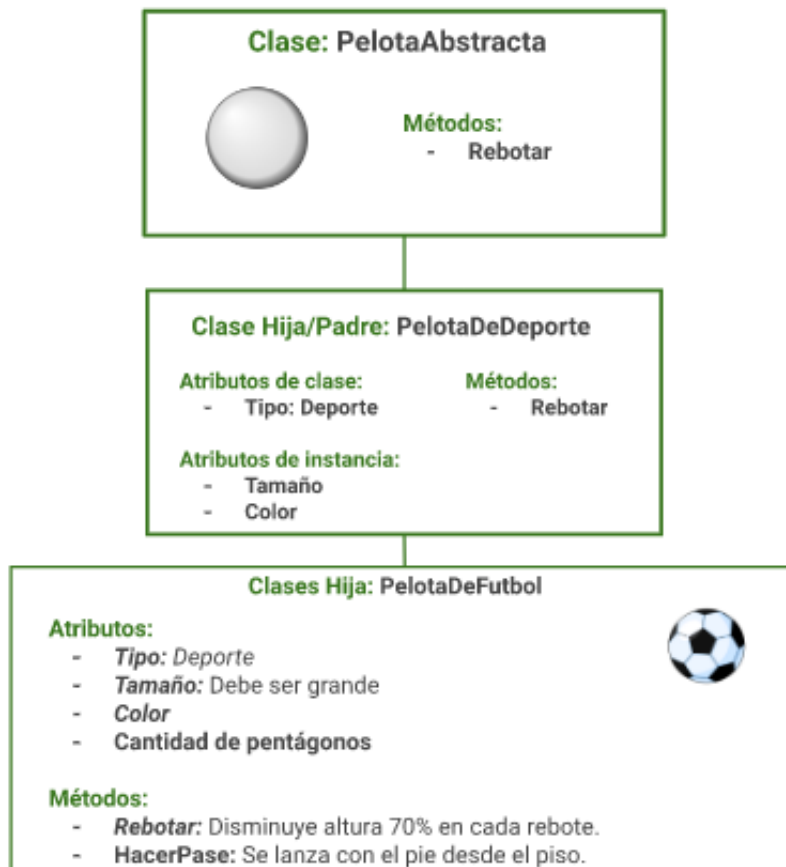 Clase: PelotaAbstracta
Métodos:
- Rebotar
Clase Hija/Padre: PelotaDeDeporte
Atributos de clase:
- Tipo: Deporte
Métodos:
- Rebotar
Atributos de instancia:
- Tamaño
- Color
Clases Hija: PelotaDeFutbol
Atributos:
- Tipo: Deporte
- Tamaño: Debe ser grande
- Color
- Cantidad de pentágonos
Métodos:
- Rebotar: Disminuye altura 70% en cada rebote.
- HacerPase: Se lanza con el pie desde el piso.